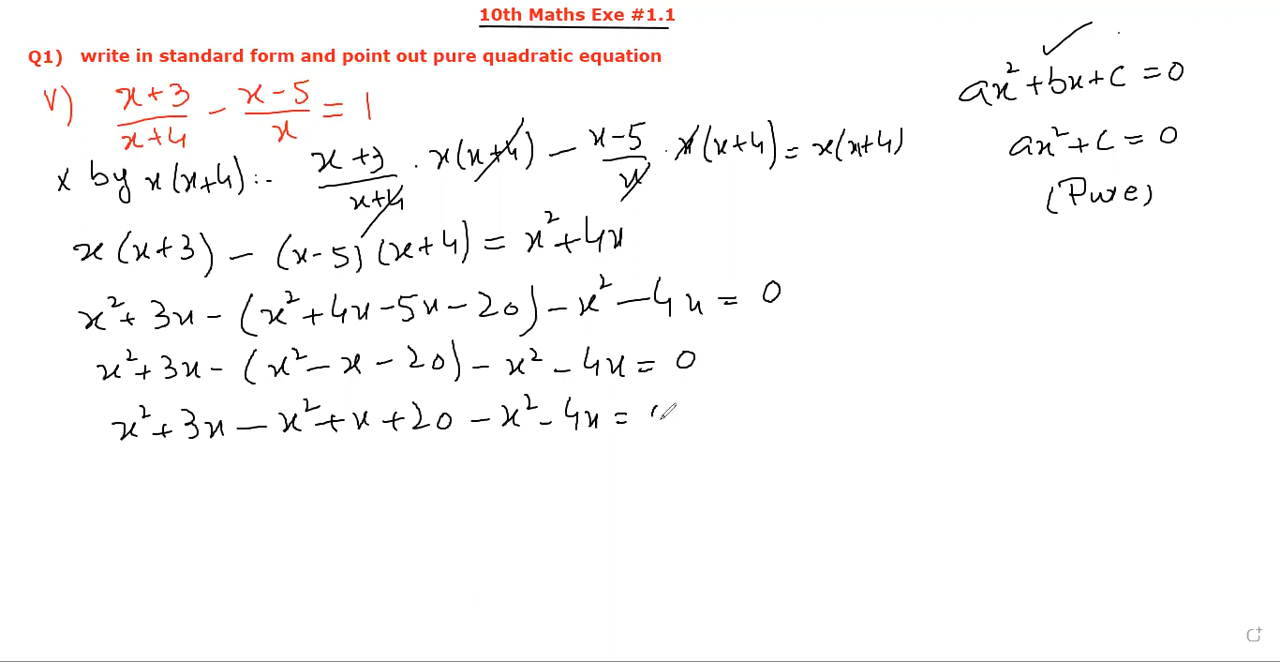 10th Maths Exe #1.1
Q1) write in standard form and point out pure quadratic equation
v) (x+3)/(x+4) - (x-5)/x = 1
x by x(x+4):- (x+3)/(x+4) . x(x+4) - (x-5)/x . x(x+4) = x(x+4)
x(x+3) - (x-5)(x+4) = x²+4x
x²+3x-(x²+4x-5x-20)-x²-4x = 0
x²+3x-(x²-x-20)-x²-4x = 0
x²+3x-x²+x+20-x²-4x =
ax²+bx+c=0
ax²+c=0
(Pure)